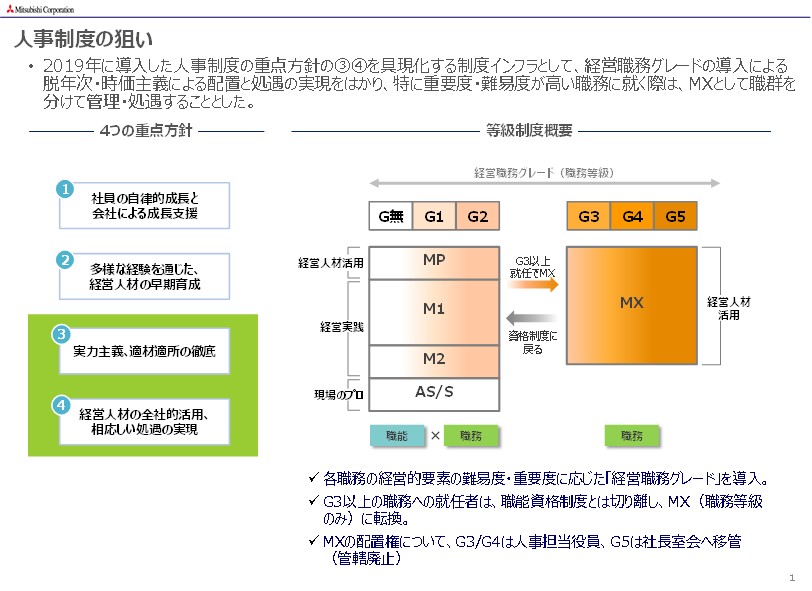 Mitsubishi Corporation
人事制度の狙い
• 2019年に導入した人事制度の重点方針の③④を具現化する制度インフラとして、経営職務グレードの導入による
脱年次・時価主義による配置と処遇の実現をはかり、特に重要度・難易度が高い職務に就く際は、MXとして職群を
分けて管理・処遇することとした。
4つの重点方針
等級制度概要
経営職務グレード（職務等級）
1
社員の自律的成長と
会社による成長支援
2
多様な経験を通じた、
経営人材の早期育成
3
実力主義、適材適所の徹底
4
経営人材の全社的活用、
相応しい処遇の実現
G無 G1 G2
G3 G4 G5
経営人材活用
MP
経営実践
M1
M2
現場のプロ
AS/S
G3以上
就任でMX
資格制度に
戻る
MX
経営人材
活用
職能 × 職務
職務
✓ 各職務の経営的要素の難易度・重要度に応じた「経営職務グレード」を導入。
✓ G3以上の職務への就任者は、職能資格制度とは切り離し、MX（職務等級
のみ）に転換。
✓ MXの配置権について、G3/G4は人事担当役員、G5は社長室会へ移管
（管轄廃止）
1